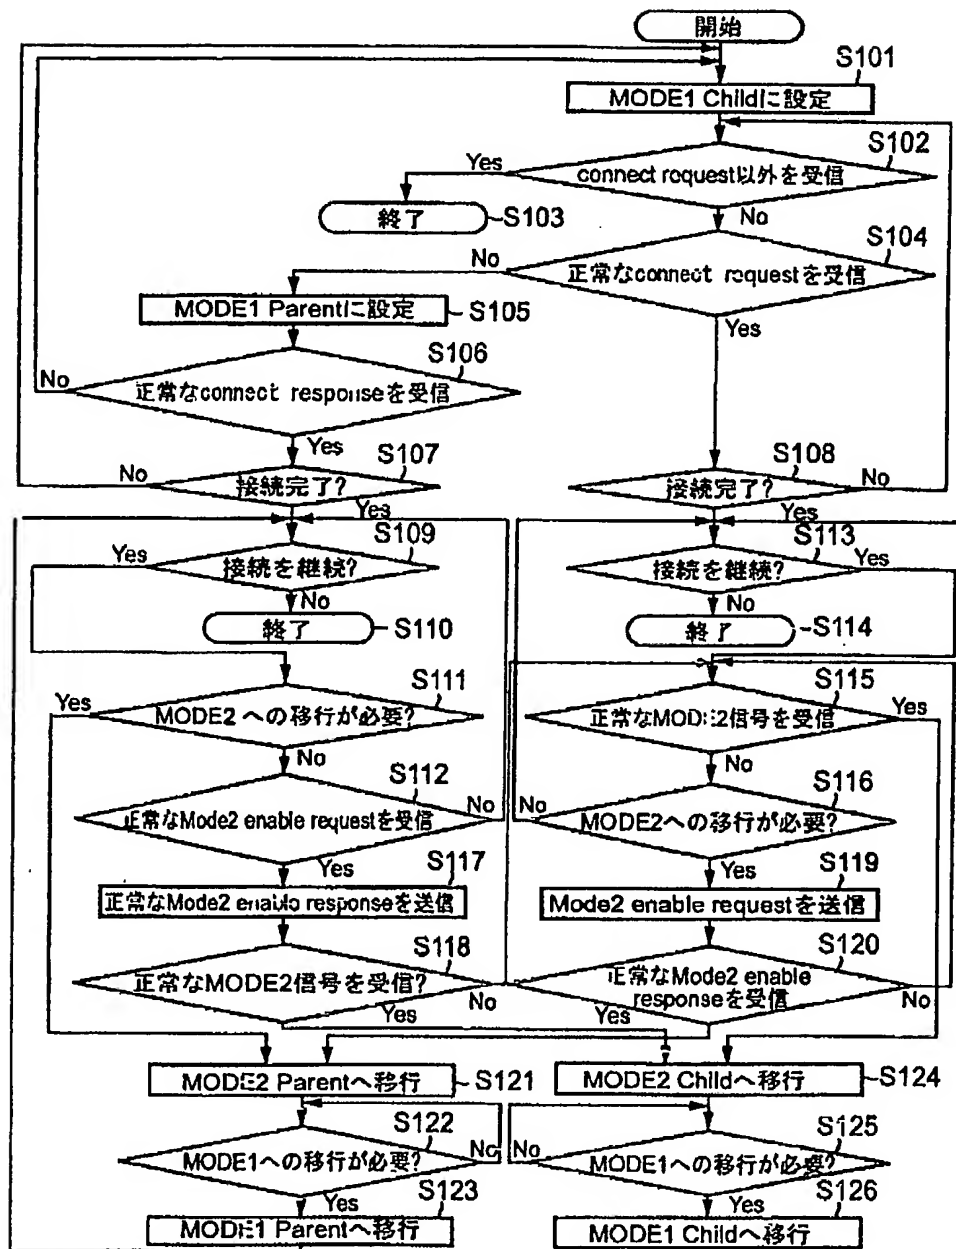 開始
S101
MODE1 Childに設定
S102
Yes
connect request以外を受信
終了
S103
No
S104
No
正常なconnect requestを受信
MODE1 Parentに設定
S105
Yes
S106
No
正常なconnect responseを受信
Yes
S107
No
接続完了?
Yes
S108
接続完了?
No
Yes
S109
Yes
接続を継続?
No
終了
S110
S113
接続を継続?
Yes
No
終了
S114
S111
Yes
MODE2 への移行が必要?
No
S115
正常なMODE2信号を受信
Yes
No
S112
正常なMode2 enable requestを受信
No
Yes
S116
No
MODE2への移行が必要?
Yes
S117
正常なMode2 enable responseを送信
S119
Mode2 enable requestを送信
S118
正常なMODE2信号を受信?
No
Yes
S120
正常なMode2 enable
responseを受信
No
Yes
MODE2 Parentへ移行
S121
MODE2 Childへ移行
S124
S122
MODE1への移行が必要?
No
Yes
S125
No
MODE1への移行が必要?
Yes
S123
MODE1 Parentへ移行
S126
MODE1 Childへ移行